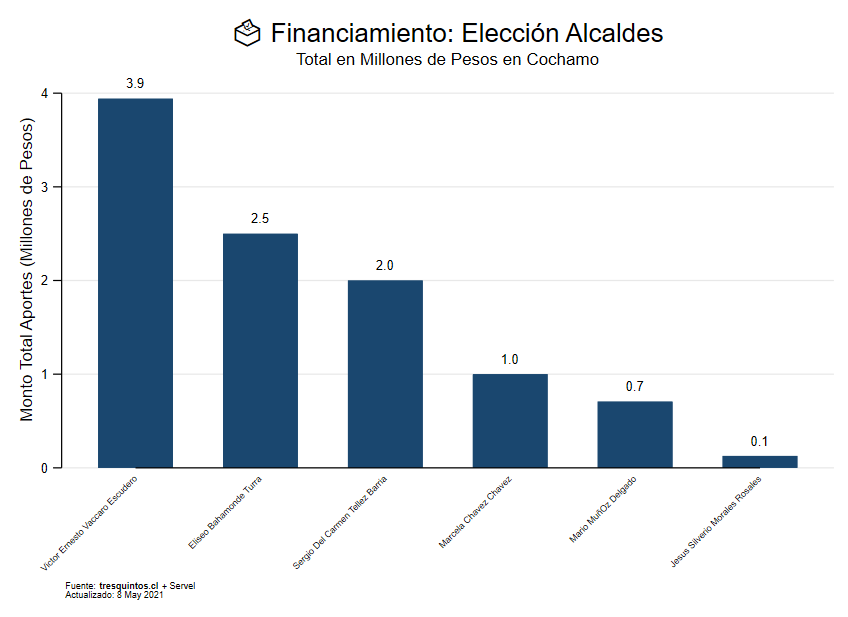 Financiamiento: Elección Alcaldes
Total en Millones de Pesos en Cochamo
Monto Total Aportes (Millones de Pesos)
4
3
2
1
0
3.9
2.5
2.0
1.0
0.7
0.1
Victor Ernesto Vaccaro Escudero
Eliseo Bahamonde Turra
Sergio Del Carmen Tellez Barria
Marcela Chavez Chavez
Mario MuñOz Delgado
Jesus Silverio Morales Rosales
Fuente: tresquintos.cl + Servel
Actualizado: 8 May 2021